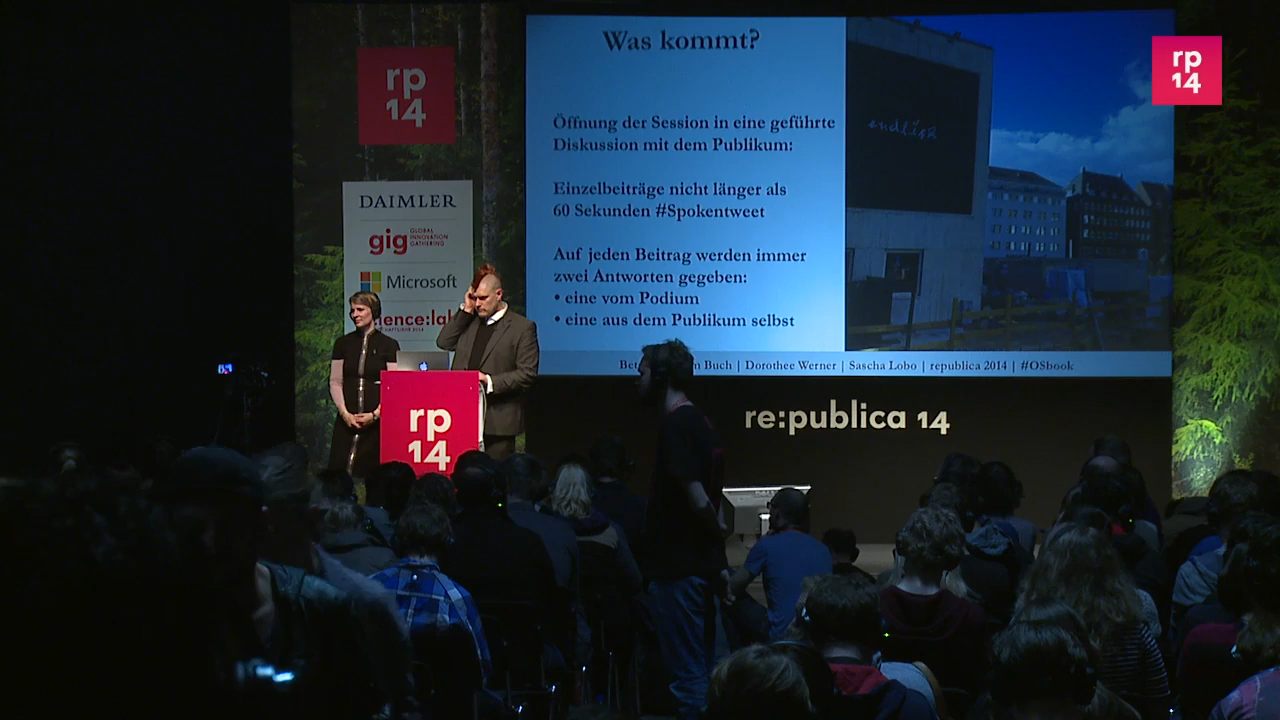 Was kommt?
Öffnung der Session in eine geführte
Diskussion mit dem Publikum:
Einzelbeiträge nicht länger als
60 Sekunden #Spokentweet
Auf jeden Beitrag werden immer
zwei Antworten gegeben:
• eine vom Podium
• eine aus dem Publikum selbst
endlich
Buch | Dorothee Werner | Sascha Lobo | republica 2014 | #OSbook
rp
14
DAIMLER
gig GLOBAL
INNOVATION
GATHERING
Microsoft
rp
14
re:publica 14
rp
14